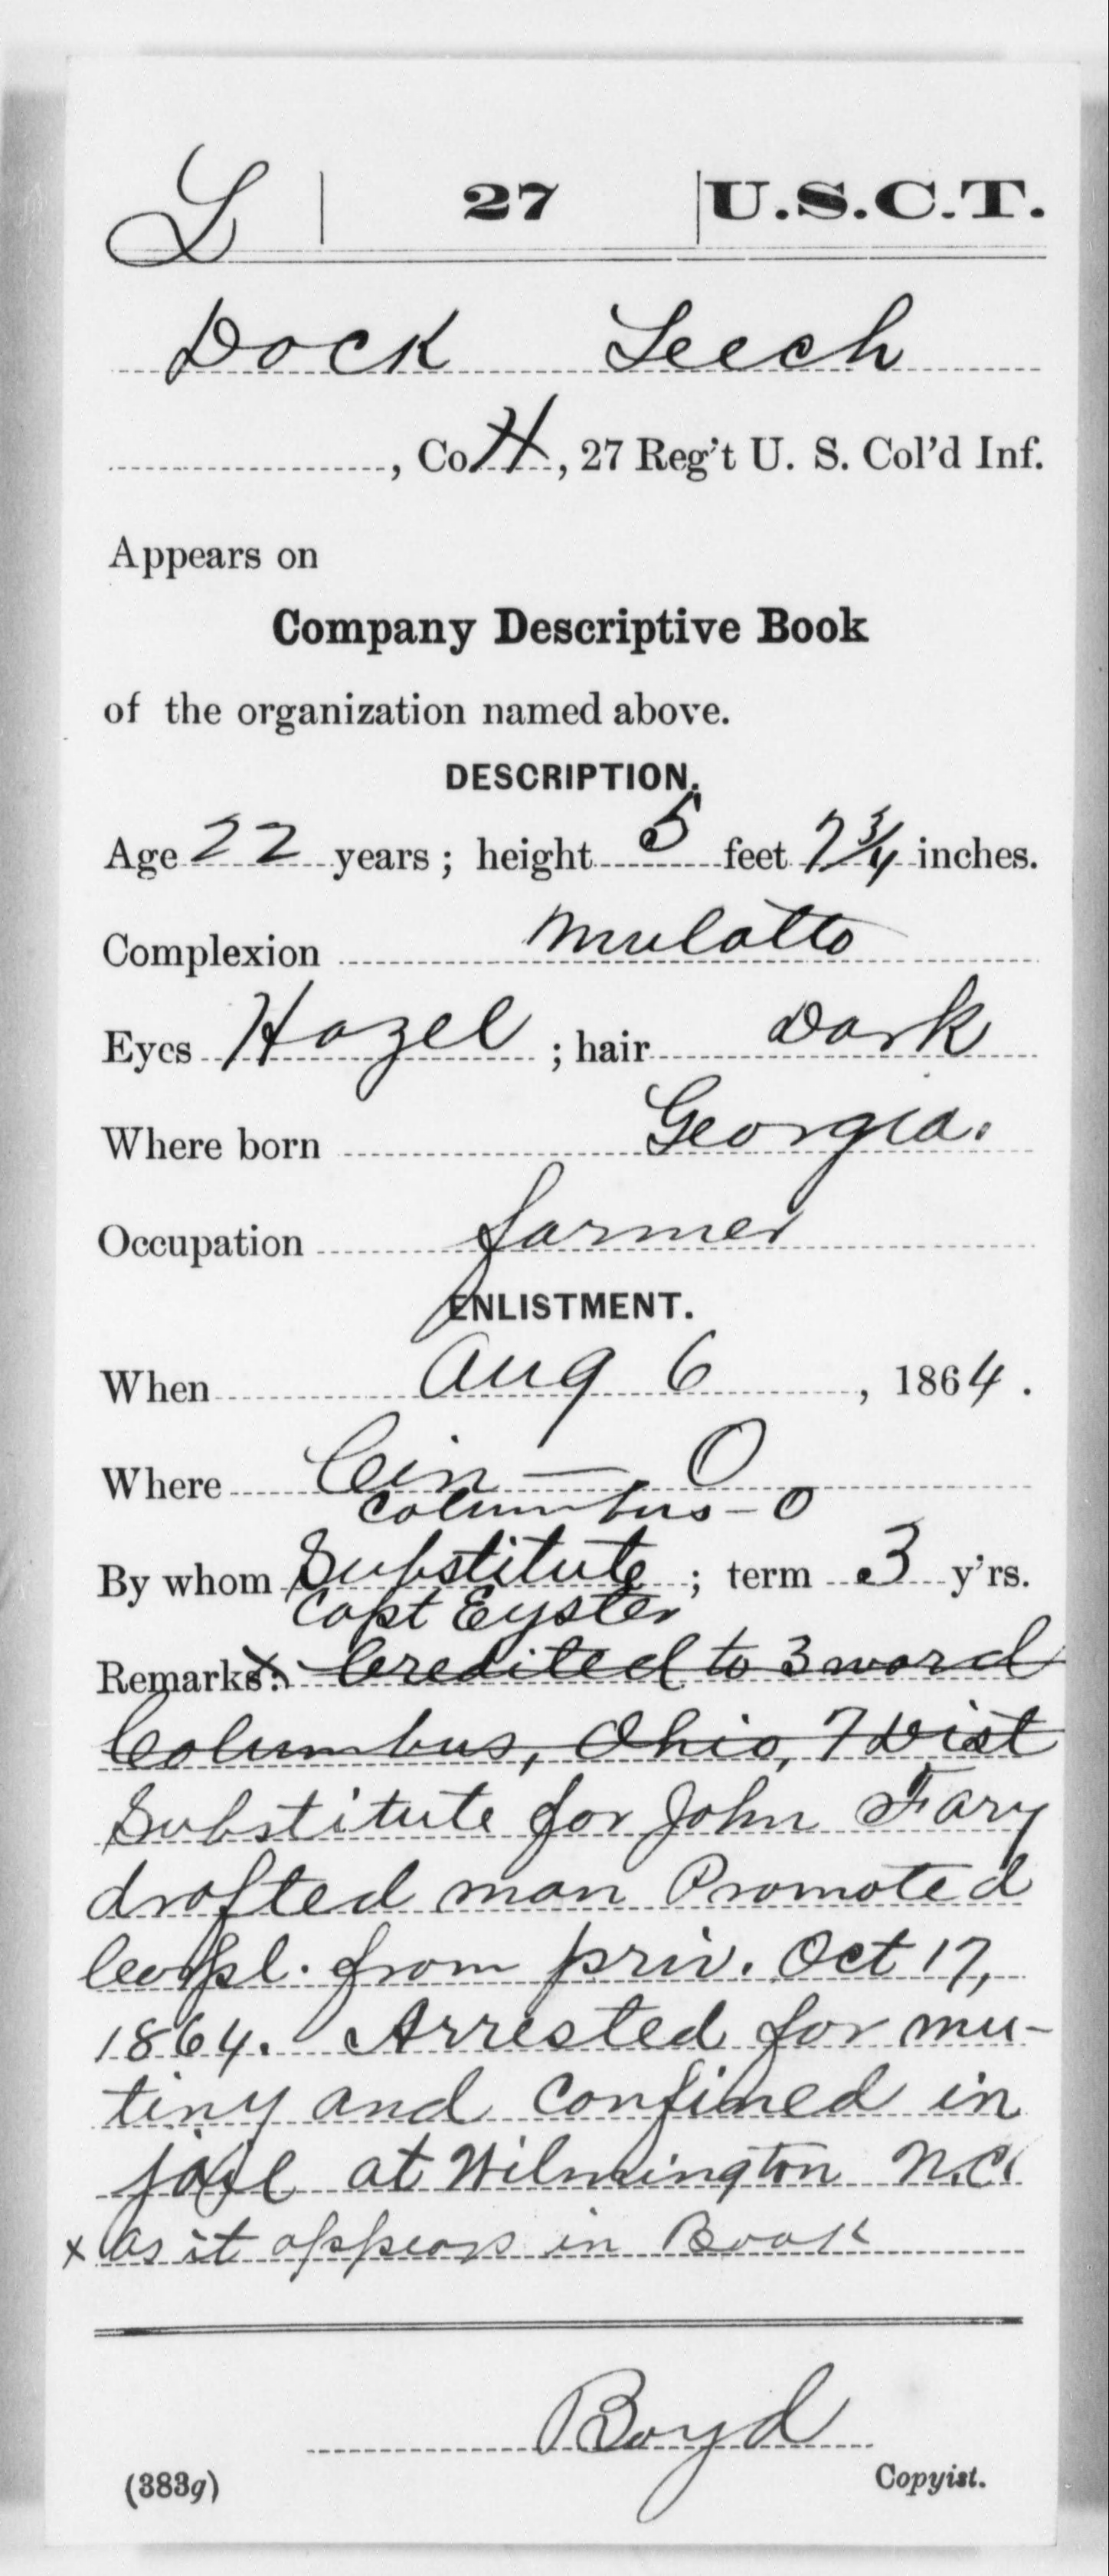 L | 27 | U.S.C.T.
Dock Leech
, Co H, 27 Reg't U. S. Col'd Inf.
Appears on
Company Descriptive Book
of the organization named above.
DESCRIPTION.
Age 22 years; height 5 feet 7 3/4 inches.
Complexion Mulatto
Eyes Hazel; hair Dark
Where born Georgia.
Occupation farmer
ENLISTMENT.
When Aug 6, 1864.
Where Cin—. O
Columbus-O
By whom Substitute; term 3 y'rs.
Capt Eyster
Remarks: x Credited to 3 ward
Columbus, Ohio, 7 Dist
Substitute for John Fary
drafted man Promoted
Corpl. from priv. Oct 17,
1864. Arrested for mu-
tiny and confined in
jail at Wilmington N.C.
x as it appears in Book
Boyd
(383g) Copyist.